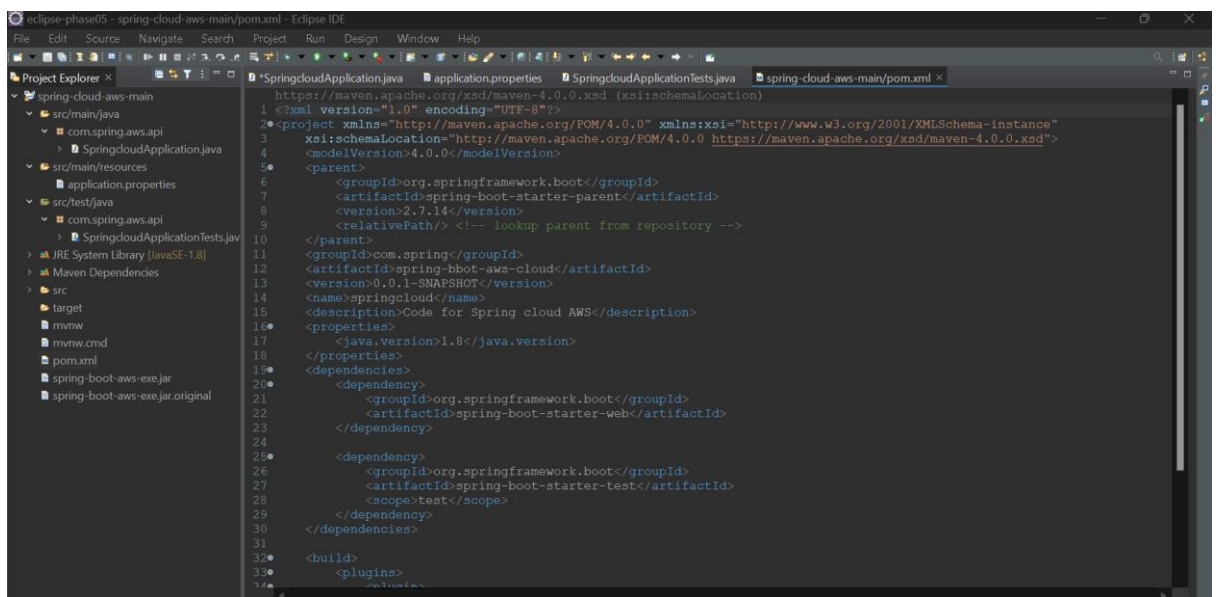 eclipse-phase05 - spring-cloud-aws-main/pom.xml - Eclipse IDE
File Edit Source Navigate Search Project Run Design Window Help
Project Explorer ×
spring-cloud-aws-main
src/main/java
com.spring.aws.api
SpringcloudApplication.java
src/main/resources
application.properties
src/test/java
com.spring.aws.api
SpringcloudApplicationTests.jav
JRE System Library [JavaSE-1.8]
Maven Dependencies
src
target
mvnw
mvnw.cmd
pom.xml
spring-boot-aws-exe.jar
spring-boot-aws-exe.jar.original
*SpringcloudApplication.java application.properties SpringcloudApplicationTests.java spring-cloud-aws-main/pom.xml ×
https://maven.apache.org/xsd/maven-4.0.0.xsd (xsi:schemaLocation)
1 <?xml version="1.0" encoding="UTF-8"?>
2 <project xmlns="http://maven.apache.org/POM/4.0.0" xmlns:xsi="http://www.w3.org/2001/XMLSchema-instance"
3 xsi:schemaLocation="http://maven.apache.org/POM/4.0.0 https://maven.apache.org/xsd/maven-4.0.0.xsd">
4 <modelVersion>4.0.0</modelVersion>
5 <parent>
6 <groupId>org.springframework.boot</groupId>
7 <artifactId>spring-boot-starter-parent</artifactId>
8 <version>2.7.14</version>
9 <relativePath/> <!-- lookup parent from repository -->
10 </parent>
11 <groupId>com.spring</groupId>
12 <artifactId>spring-bbot-aws-cloud</artifactId>
13 <version>0.0.1-SNAPSHOT</version>
14 <name>springcloud</name>
15 <description>Code for Spring cloud AWS</description>
16 <properties>
17 <java.version>1.8</java.version>
18 </properties>
19 <dependencies>
20 <dependency>
21 <groupId>org.springframework.boot</groupId>
22 <artifactId>spring-boot-starter-web</artifactId>
23 </dependency>
24
25 <dependency>
26 <groupId>org.springframework.boot</groupId>
27 <artifactId>spring-boot-starter-test</artifactId>
28 <scope>test</scope>
29 </dependency>
30 </dependencies>
31
32 <build>
33 <plugins>
34 <plugin>